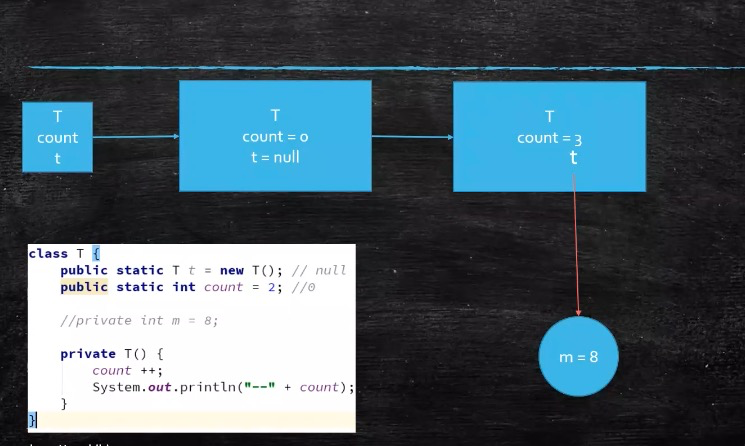 T
count
t
T
count = 0
t = null
T
count = 3
t
class T {
public static T t = new T(); // null
public static int count = 2; //0
//private int m = 8;
private T() {
count ++;
System.out.println("--" + count);
}
}
m = 8